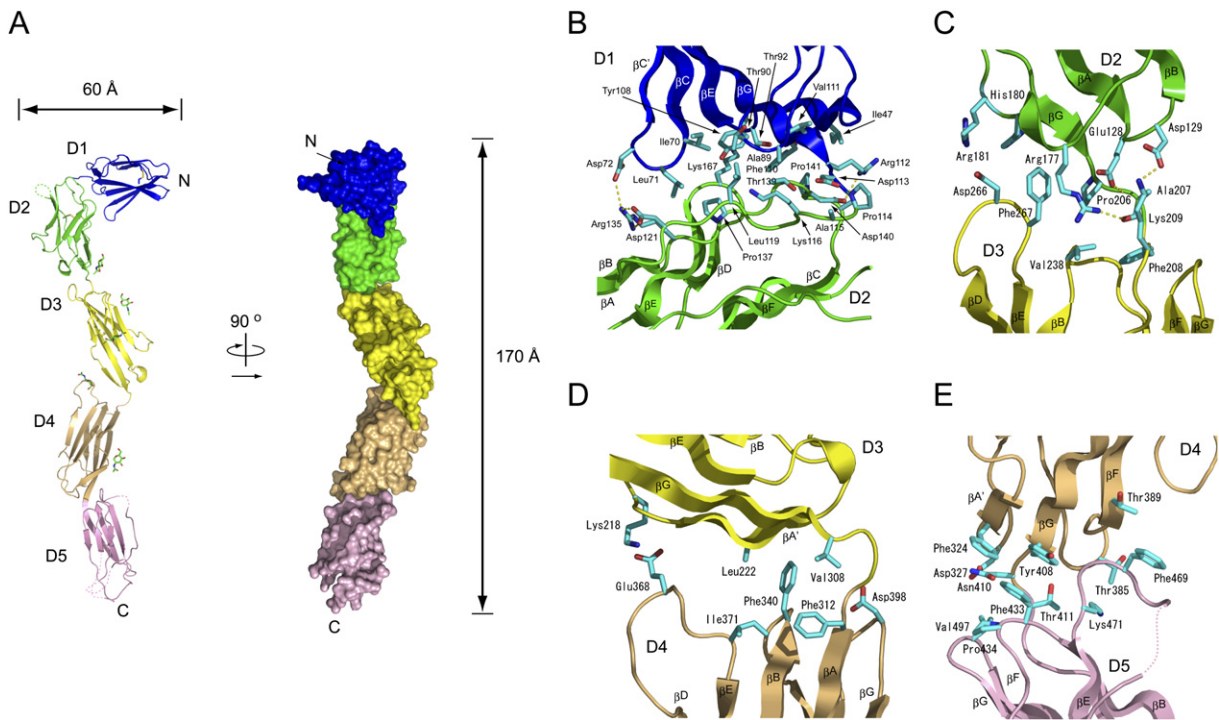 A
60 Å
D1
N
D2
D3
D4
D5
C
90 °
N
C
170 Å
B
D1
βC'
βC
βE
βG
Thr90
Thr92
Tyr108
Val111
Ile47
Ile70
Asp72
Lys167
Ala89
Phe110
Pro141
Arg112
Leu71
Thr139
Asp113
Arg135
Asp121
Pro114
Leu119
Lys116
Ala115
Asp140
Pro137
βB
βD
βA
βE
βF
βC
D2
C
D2
βA
βB
His180
βG
Glu128
Asp129
Arg181
Arg177
Asp266
Ala207
Phe267
Pro206
Lys209
D3
Val238
Phe208
βD
βE
βB
βF
βG
D
βE
βB
D3
βG
Lys218
βA'
Leu222
Val308
Glu368
Phe340
Phe312
Asp398
Ile371
D4
βD
βE
βB
βA
βG
E
D4
βF
βA'
Thr389
βG
Phe324
Tyr408
Asp327
Asn410
Phe469
Thr385
Phe433
Thr411
Lys471
Val497
Pro434
D5
βF
βG
βE
βB